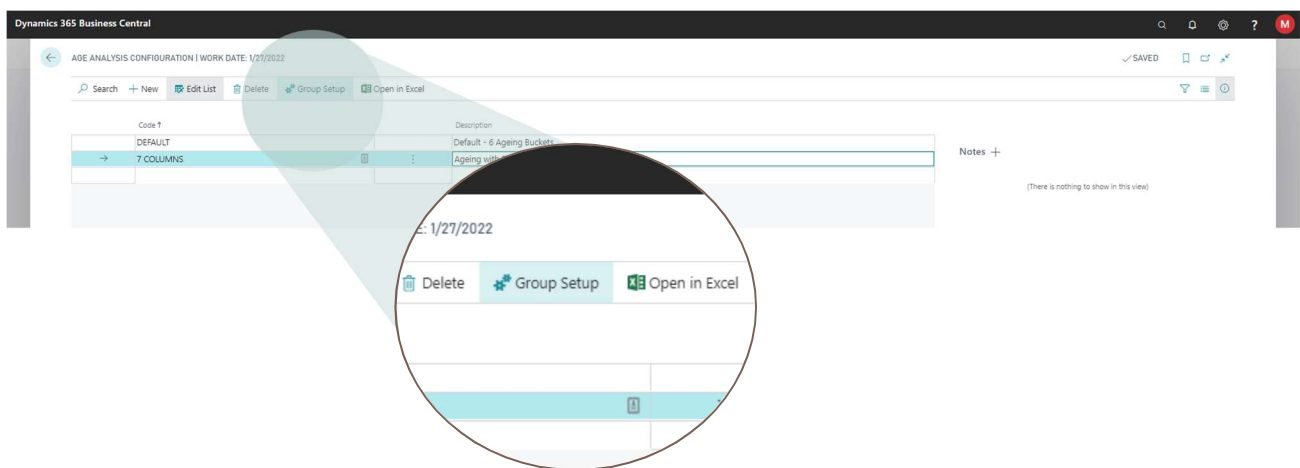 Dynamics 365 Business Central
?
M
AGE ANALYSIS CONFIGURATION | WORK DATE: 1/27/2022
SAVED
Search
New
Edit List
Delete
Group Setup
Open in Excel
Code ↑
Description
DEFAULT
Default - 6 Ageing Buckets
7 COLUMNS
Ageing with
Notes +
(There is nothing to show in this view)
E: 1/27/2022
Delete
Group Setup
Open in Excel